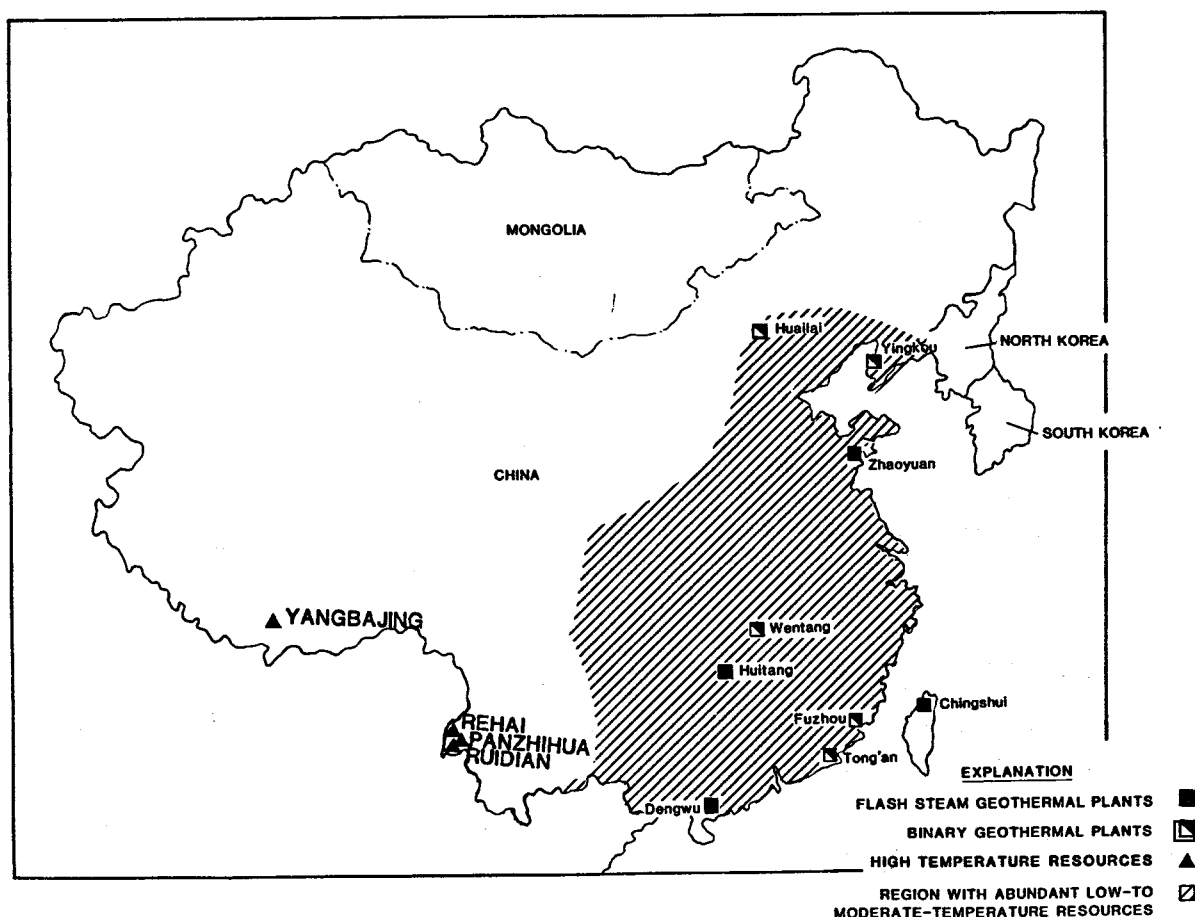 MONGOLIA
Huailai
Yingkou
NORTH KOREA
SOUTH KOREA
Zhaoyuan
CHINA
YANGBAJING
Wentang
Huitang
Chingshui
REHAI
PANZHIHUA
RUIDIAN
Fuzhou
Tong'an
Dengwu
EXPLANATION
FLASH STEAM GEOTHERMAL PLANTS
BINARY GEOTHERMAL PLANTS
HIGH TEMPERATURE RESOURCES
REGION WITH ABUNDANT LOW-TO
MODERATE-TEMPERATURE RESOURCES